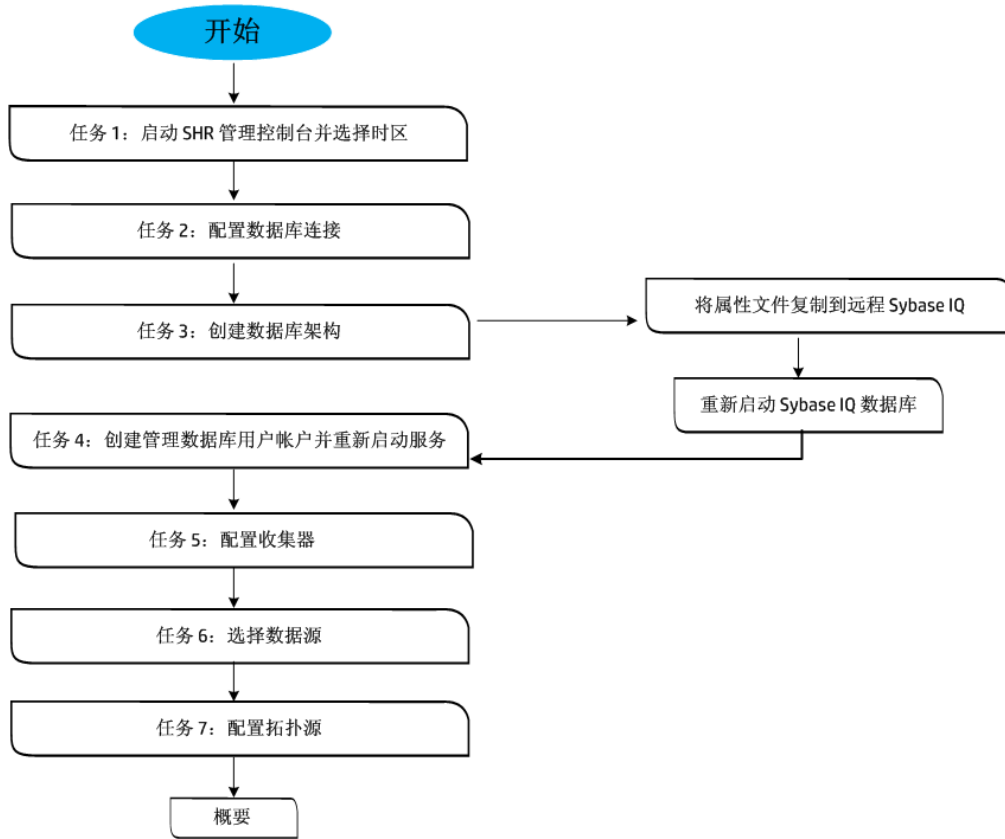 开始
任务 1：启动 SHR 管理控制台并选择时区
任务 2：配置数据库连接
任务 3：创建数据库架构
将属性文件复制到远程 Sybase IQ
重新启动 Sybase IQ 数据库
任务 4：创建管理数据库用户帐户并重新启动服务
任务 5：配置收集器
任务 6：选择数据源
任务 7：配置拓扑源
概要